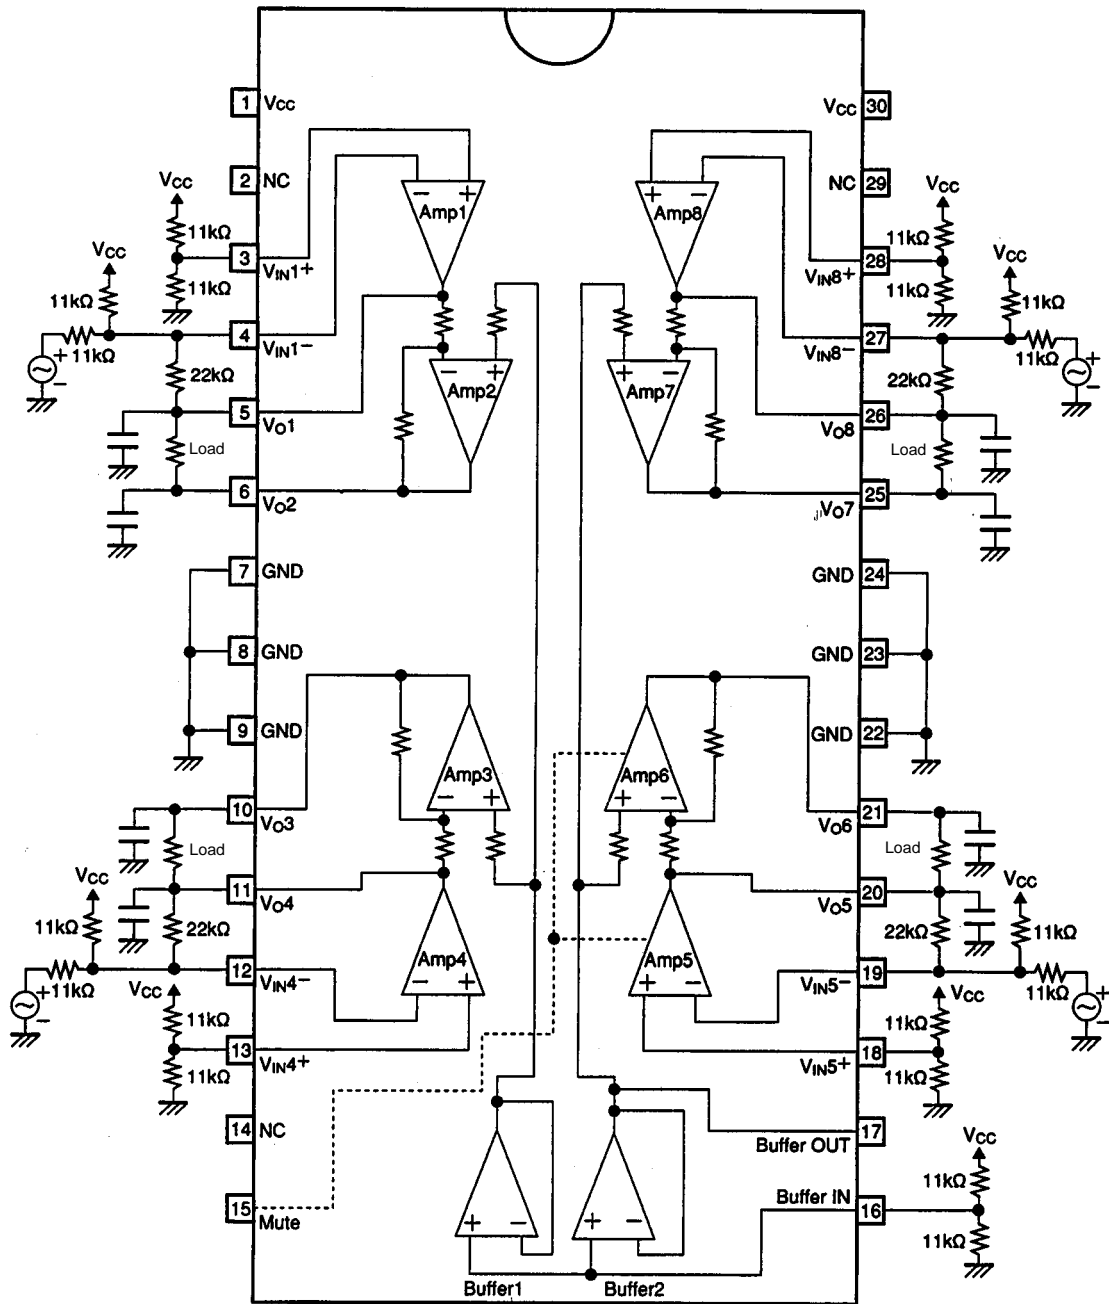 1 VCC
VCC 30
2 NC
NC 29
VCC
11kΩ
3 VIN1+
11kΩ
VCC
11kΩ
+
11kΩ
-
4 VIN1-
22kΩ
5 VO1
Load
6 VO2
7 GND
8 GND
9 GND
10 VO3
Load
VCC
11kΩ
11 VO4
22kΩ
+
11kΩ
-
12 VIN4-
VCC
11kΩ
13 VIN4+
11kΩ
14 NC
15 Mute
- +
Amp1
- +
Amp2
Amp3
- +
Amp4
- +
+ -
Buffer1
+ -
Buffer2
+ -
Amp8
+ -
Amp7
Amp6
+ -
Amp5
+ -
VCC
11kΩ
28 VIN8+
11kΩ
VCC
11kΩ
27 VIN8-
11kΩ
+
-
22kΩ
26 VO8
Load
25 VO7
GND 24
GND 23
GND 22
21 VO6
Load
VCC
11kΩ
20 VO5
22kΩ
19 VIN5-
11kΩ
+
-
VCC
11kΩ
18 VIN5+
11kΩ
Buffer OUT 17
VCC
11kΩ
Buffer IN 16
11kΩ